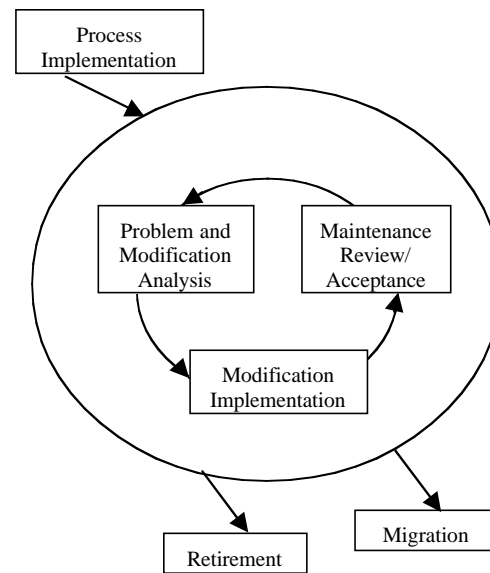 Process
Implementation
Problem and
Modification
Analysis
Maintenance
Review/
Acceptance
Modification
Implementation
Migration
Retirement